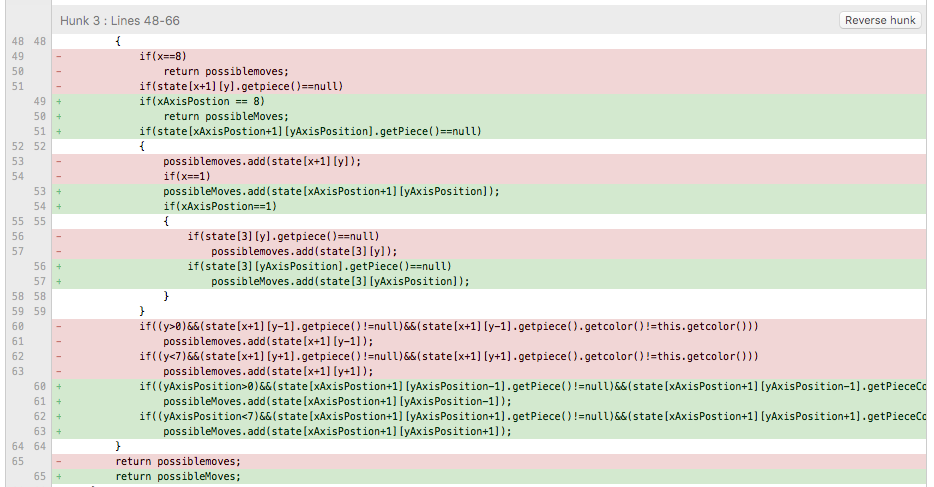 Hunk 3 : Lines 48-66
Reverse hunk
48 48 {
49 - if(x==8)
50 - return possiblemoves;
51 - if(state[x+1][y].getpiece()==null)
49 + if(xAxisPostion == 8)
50 + return possibleMoves;
51 + if(state[xAxisPostion+1][yAxisPosition].getPiece()==null)
52 52 {
53 - possiblemoves.add(state[x+1][y]);
54 - if(x==1)
53 + possibleMoves.add(state[xAxisPostion+1][yAxisPosition]);
54 + if(xAxisPostion==1)
55 55 {
56 - if(state[3][y].getpiece()==null)
57 - possiblemoves.add(state[3][y]);
56 + if(state[3][yAxisPosition].getPiece()==null)
57 + possibleMoves.add(state[3][yAxisPosition]);
58 58 }
59 59 }
60 - if((y>0)&&(state[x+1][y-1].getpiece()!=null)&&(state[x+1][y-1].getpiece().getcolor()!=this.getcolor()))
61 - possiblemoves.add(state[x+1][y-1]);
62 - if((y<7)&&(state[x+1][y+1].getpiece()!=null)&&(state[x+1][y+1].getpiece().getcolor()!=this.getcolor()))
63 - possiblemoves.add(state[x+1][y+1]);
60 + if((yAxisPosition>0)&&(state[xAxisPostion+1][yAxisPosition-1].getPiece()!=null)&&(state[xAxisPostion+1][yAxisPosition-1].getPieceCo
61 + possibleMoves.add(state[xAxisPostion+1][yAxisPosition-1]);
62 + if((yAxisPosition<7)&&(state[xAxisPostion+1][yAxisPosition+1].getPiece()!=null)&&(state[xAxisPostion+1][yAxisPosition+1].getPieceCo
63 + possibleMoves.add(state[xAxisPostion+1][yAxisPosition+1]);
64 64 }
65 - return possiblemoves;
65 + return possibleMoves;